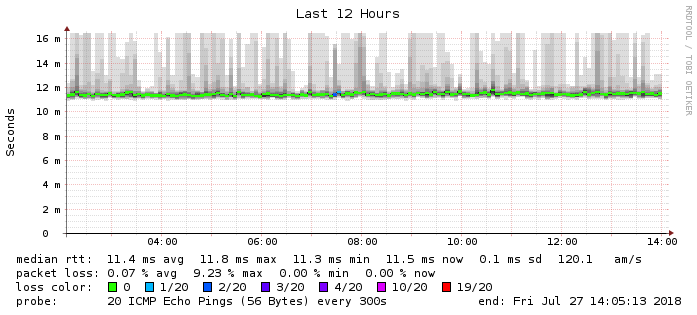 Last 12 Hours
RRDTOOL / TOBI OETIKER
Seconds
16 m
14 m
12 m
10 m
8 m
6 m
4 m
2 m
0
04:00 06:00 08:00 10:00 12:00 14:00
median rtt: 11.4 ms avg 11.8 ms max 11.3 ms min 11.5 ms now 0.1 ms sd 120.1 am/s
packet loss: 0.07 % avg 9.23 % max 0.00 % min 0.00 % now
loss color: 0 1/20 2/20 3/20 4/20 10/20 19/20
probe: 20 ICMP Echo Pings (56 Bytes) every 300s end: Fri Jul 27 14:05:13 2018